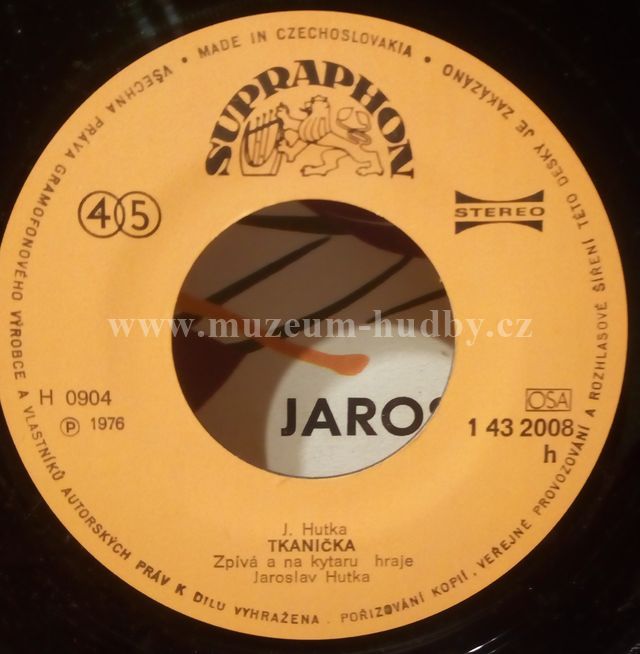 VŠECHNA PRÁVA GRAMOFONOVÉHO VÝROBCE A VLASTNÍKŮ AUTORSKÝCH PRÁV K DÍLU VYHRAŽENA. POŘIZOVÁNÍ KOPIÍ, VEŘEJNÉ PROVOZOVÁNÍ A ROZHLASOVÉ ŠÍŘENÍ TÉTO DESKY JE ZAKÁZÁNO
• MADE IN CZECHOSLOVAKIA •
SUPRAPHON
45
STEREO
www.muzeum-hudby.cz
H 0904
Ⓟ 1976
JAROS
OSA
1 43 2008
h
J. Hutka
TKANIČKA
Zpívá a na kytaru hraje
Jaroslav Hutka